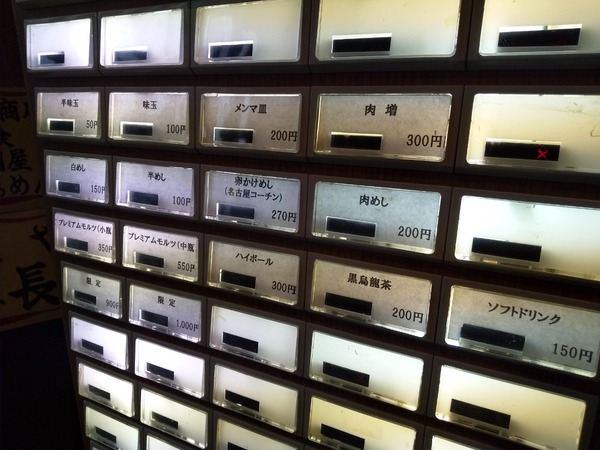 半味玉
50円
味玉
100円
メンマ皿
200円
肉増
300円
白めし
150円
半めし
100円
卵かけめし
(名古屋コーチン)
270円
肉めし
200円
プレミアムモルツ(小瓶
350円
プレミアムモルツ(中瓶
550円
ハイボール
300円
黒烏龍茶
200円
ソフトドリンク
150円
限定
900円
限定
1,000円
商
屋
長